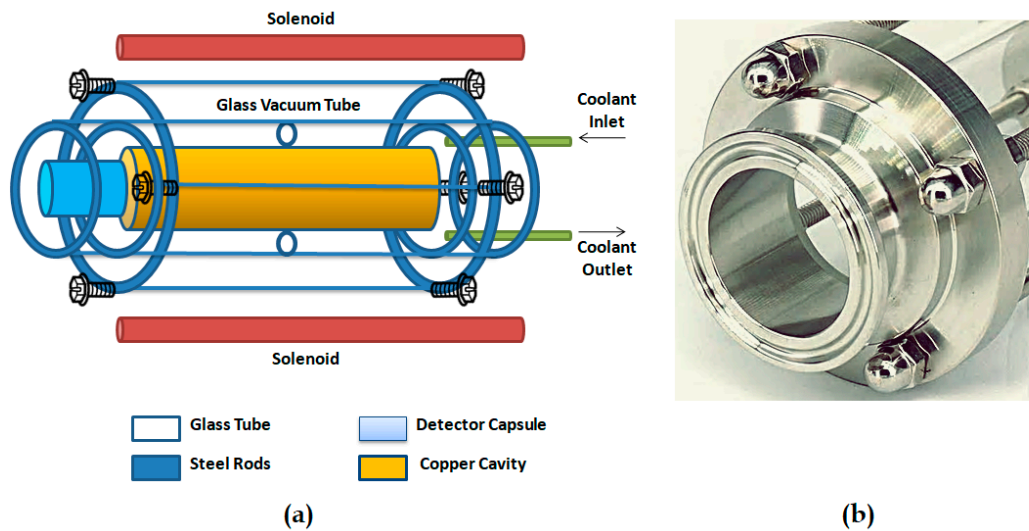 Solenoid
Glass Vacuum Tube
Coolant
Inlet
Coolant
Outlet
Solenoid
Glass Tube
Detector Capsule
Steel Rods
Copper Cavity
(a)
(b)